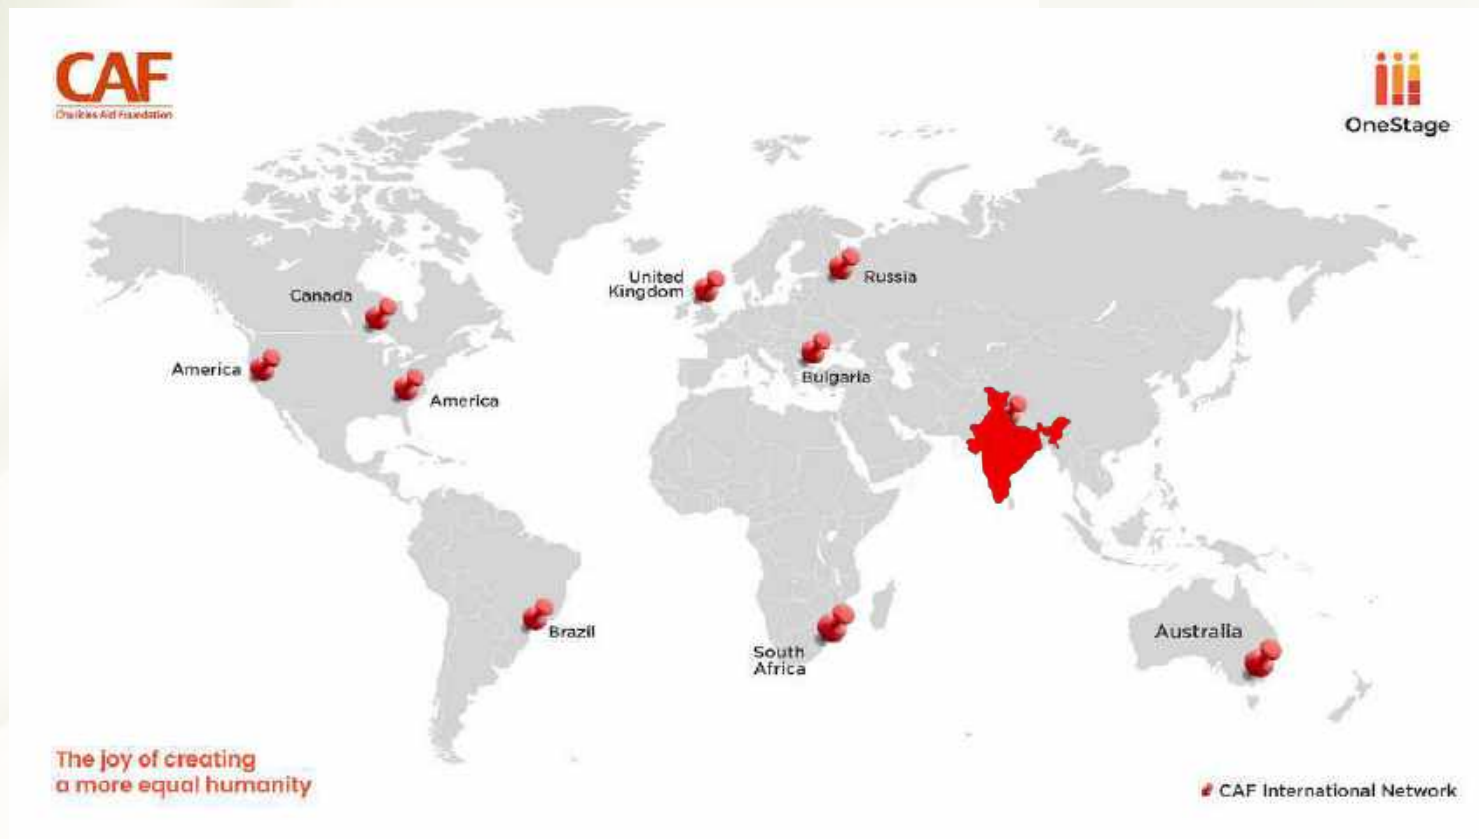 CAF
Charities Aid Foundation
OneStage
United
Kingdom
Russia
Canada
America
America
Bulgaria
Brazil
South
Africa
Australia
The joy of creating
a more equal humanity
CAF International Network